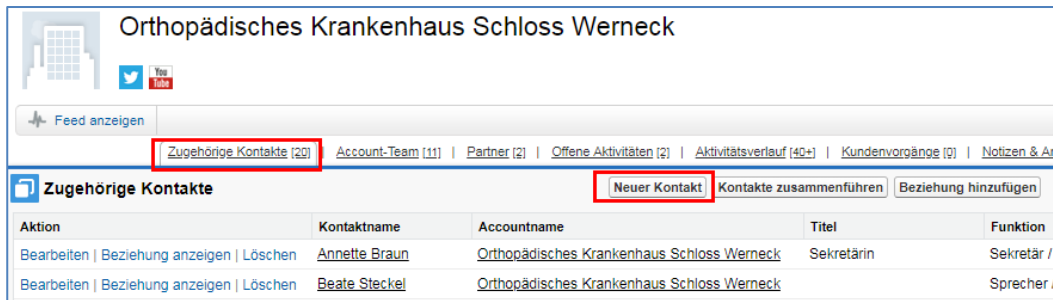 Orthopädisches Krankenhaus Schloss Werneck
You Tube
Feed anzeigen
Zugehörige Kontakte [20] | Account-Team [11] | Partner [2] | Offene Aktivitäten [2] | Aktivitätsverlauf [40+] | Kundenvorgänge [0] | Notizen &
Zugehörige Kontakte Neuer Kontakt Kontakte zusammenführen Beziehung hinzufügen
Aktion Kontaktname Accountname Titel Funktion
Bearbeiten | Beziehung anzeigen | Löschen Annette Braun Orthopädisches Krankenhaus Schloss Werneck Sekretärin Sekretär /
Bearbeiten | Beziehung anzeigen | Löschen Beate Steckel Orthopädisches Krankenhaus Schloss Werneck Sprecher /